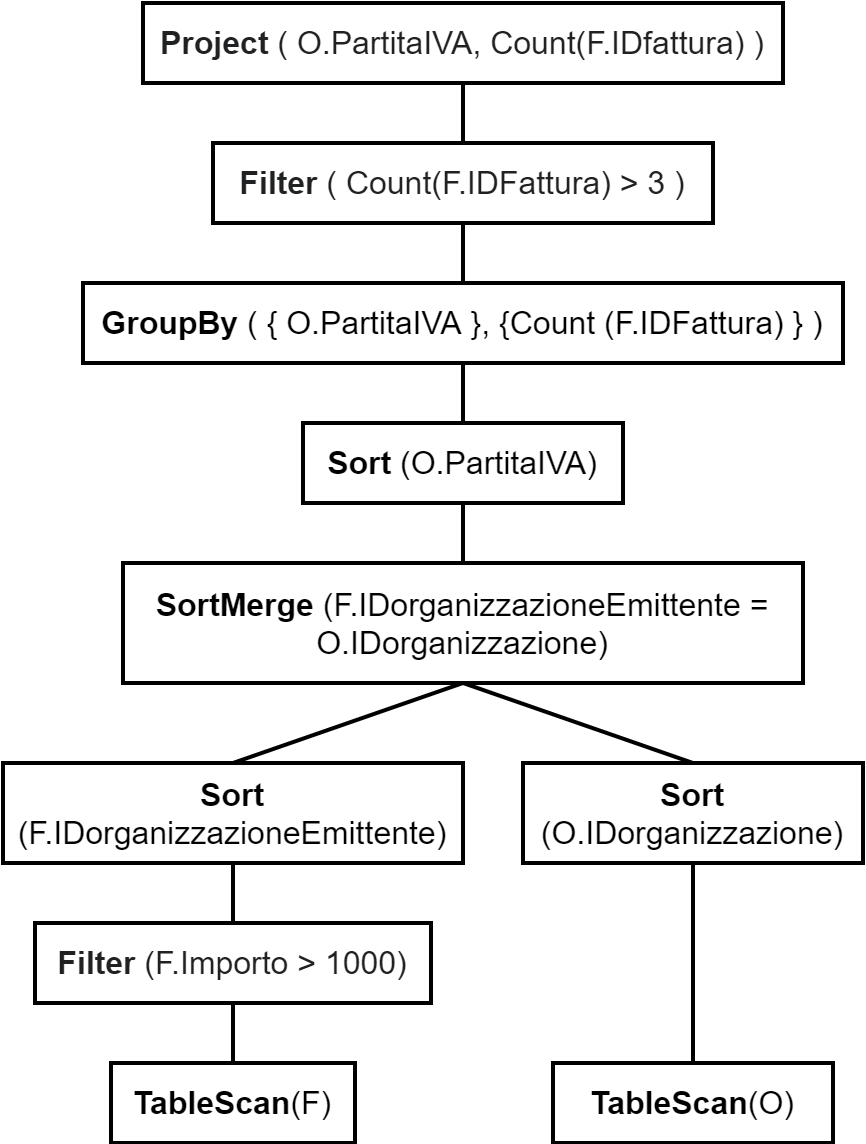 Project ( O.PartitaIVA, Count(F.IDfattura) )
Filter ( Count(F.IDFattura) > 3 )
GroupBy ( { O.PartitaIVA }, {Count (F.IDFattura) } )
Sort (O.PartitaIVA)
SortMerge (F.IDorganizzazioneEmittente =
O.IDorganizzazione)
Sort
(F.IDorganizzazioneEmittente)
Sort
(O.IDorganizzazione)
Filter (F.Importo > 1000)
TableScan(F)
TableScan(O)